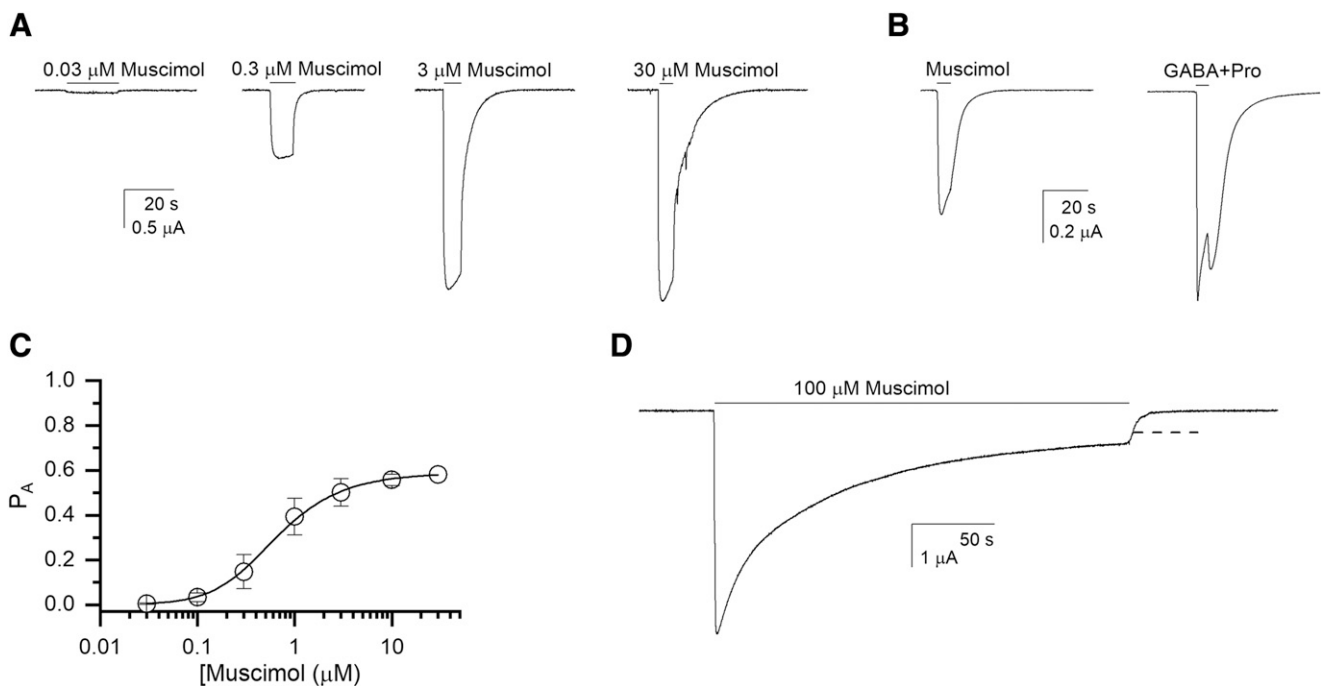 A
B
0.03 μM Muscimol
0.3 μM Muscimol
3 μM Muscimol
30 μM Muscimol
Muscimol
GABA+Pro
20 s
0.5 μA
20 s
0.2 μA
C
D
1.0
0.8
0.6
0.4
0.2
0.0
P_A
0.01
0.1
1
10
[Muscimol (μM)
100 μM Muscimol
50 s
1 μA